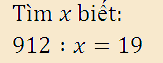 Tìm x biết:
912 : x = 19